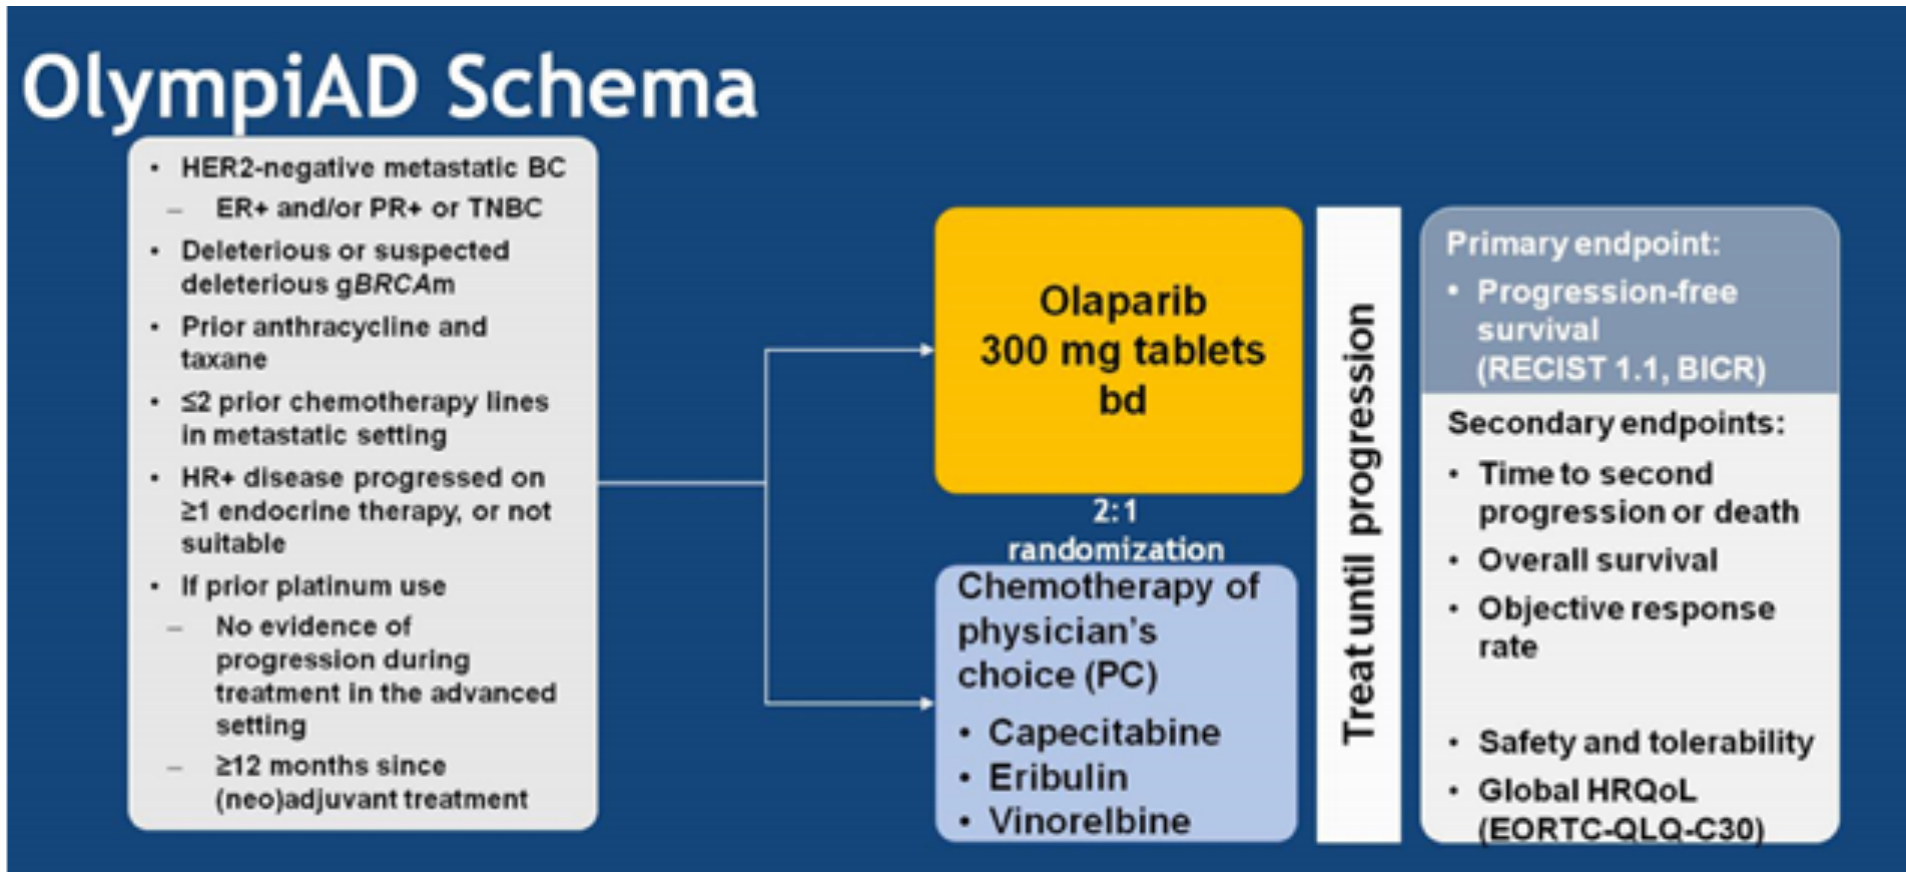 OlympiAD Schema
• HER2-negative metastatic BC
– ER+ and/or PR+ or TNBC
• Deleterious or suspected
deleterious gBRCAm
• Prior anthracycline and
taxane
• ≤2 prior chemotherapy lines
in metastatic setting
• HR+ disease progressed on
≥1 endocrine therapy, or not
suitable
• If prior platinum use
– No evidence of
progression during
treatment in the advanced
setting
– ≥12 months since
(neo)adjuvant treatment
Olaparib
300 mg tablets
bd
2:1
randomization
Chemotherapy of
physician's
choice (PC)
• Capecitabine
• Eribulin
• Vinorelbine
Treat until progression
Primary endpoint:
• Progression-free
survival
(RECIST 1.1, BICR)
Secondary endpoints:
• Time to second
progression or death
• Overall survival
• Objective response
rate
• Safety and tolerability
• Global HRQoL
(EORTC-QLQ-C30)